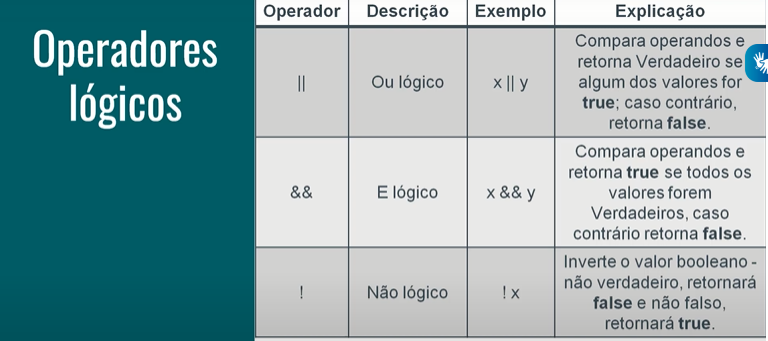 Operadores
lógicos
Operador Descrição Exemplo Explicação
|| Ou lógico x || y
Compara operandos e
retorna Verdadeiro se
algum dos valores for
true; caso contrário,
retorna false.
&& E lógico x && y
Compara operandos e
retorna true se todos os
valores forem
Verdadeiros, caso
contrário retorna false.
! Não lógico ! x
Inverte o valor booleano -
não verdadeiro, retornará
false e não falso,
retornará true.